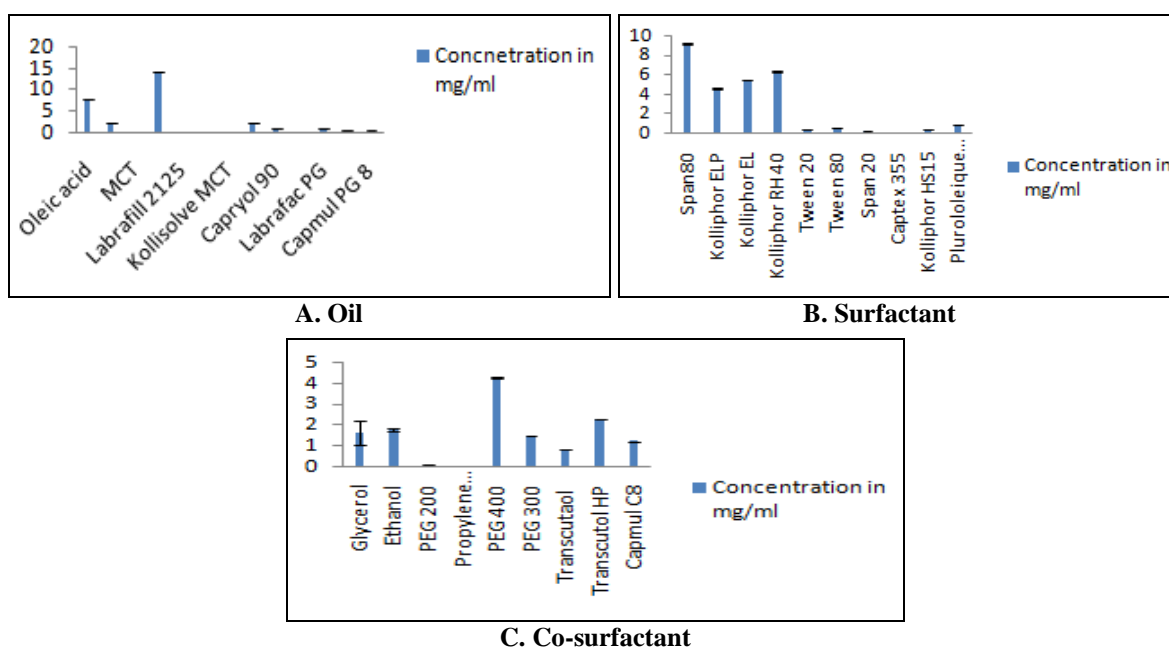 20
15
10
5
0
Oleic acid
MCT
Librafill 2125
Kollisolve MCT
Capryol 90
Labrafac PG
Capmul PG 8
Concnetration in
mg/ml
A. Oil
10
8
6
4
2
0
Span80
Kolliphor ELP
Kolliphor EL
Kolliphor RH 40
Tween 20
Tween 80
Span 20
Captex 355
Kolliphor HS15
Plurololeique...
Concentration in
mg/ml
B. Surfactant
5
4
3
2
1
0
Glycerol
Ethanol
PEG 200
Propylene...
PEG 400
PEG 300
Transcutaol
Transcutol HP
Capmul C8
Concentration in
mg/ml
C. Co-surfactant